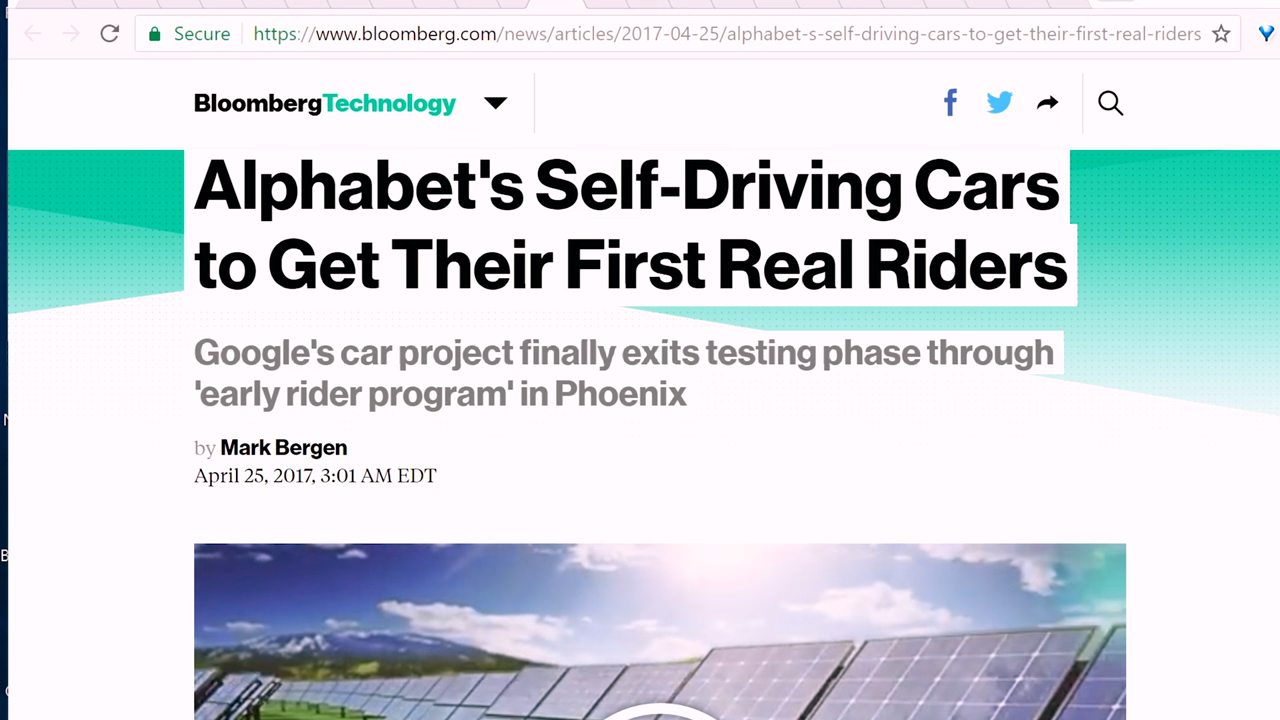 Secure https://www.bloomberg.com/news/articles/2017-04-25/alphabet-s-self-driving-cars-to-get-their-first-real-riders
BloombergTechnology
Alphabet's Self-Driving Cars
to Get Their First Real Riders
Google's car project finally exits testing phase through
'early rider program' in Phoenix
by Mark Bergen
April 25, 2017, 3:01 AM EDT